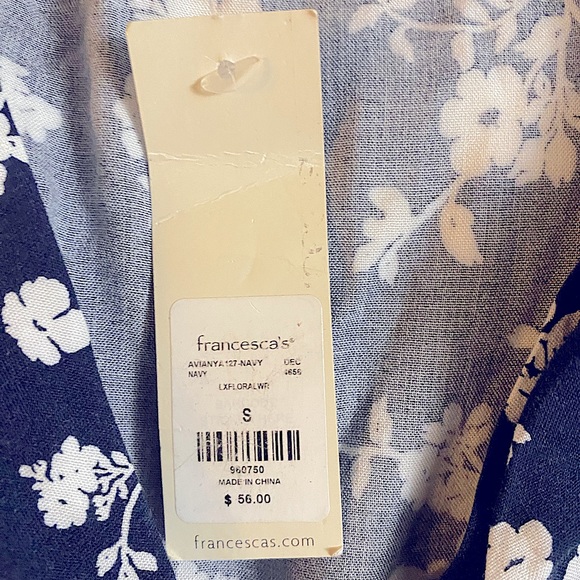 francesca's®
AVIANYA127-NAVY DEC
NAVY 4656
LXFLORALWR
S
960750
MADE IN CHINA
$ 56.00
francescas.com